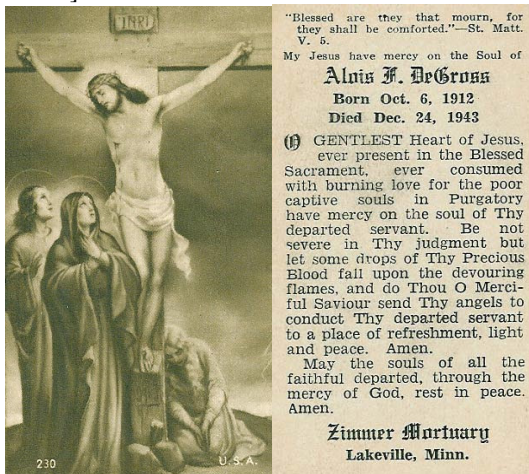 INRI
230
U.S.A.
"Blessed are they that mourn, for
they shall be comforted."—St. Matt.
V. 5.
My Jesus have mercy on the Soul of
Alois F. DeGross
Born Oct. 6, 1912
Died Dec. 24, 1943
O GENTLEST Heart of Jesus,
ever present in the Blessed
Sacrament, ever consumed
with burning love for the poor
captive souls in Purgatory
have mercy on the soul of Thy
departed servant. Be not
severe in Thy judgment but
let some drops of Thy Precious
Blood fall upon the devouring
flames, and do Thou O Merci-
ful Saviour send Thy angels to
conduct Thy departed servant
to a place of refreshment, light
and peace. Amen.
May the souls of all the
faithful departed, through the
mercy of God, rest in peace.
Amen.
Zimmer Mortuary
Lakeville, Minn.